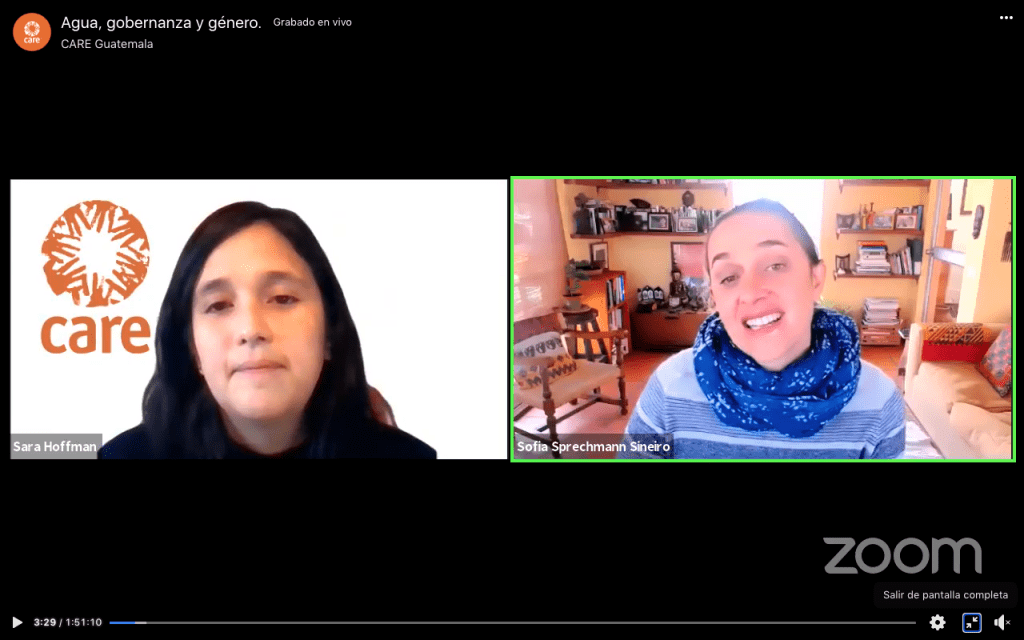 Agua, gobernanza y género. Grabado en vivo
care
CARE Guatemala
care
Sara Hoffman
Sofia Sprechmann Sineiro
zoom
Salir de pantalla completa
3:29 / 1:51:10